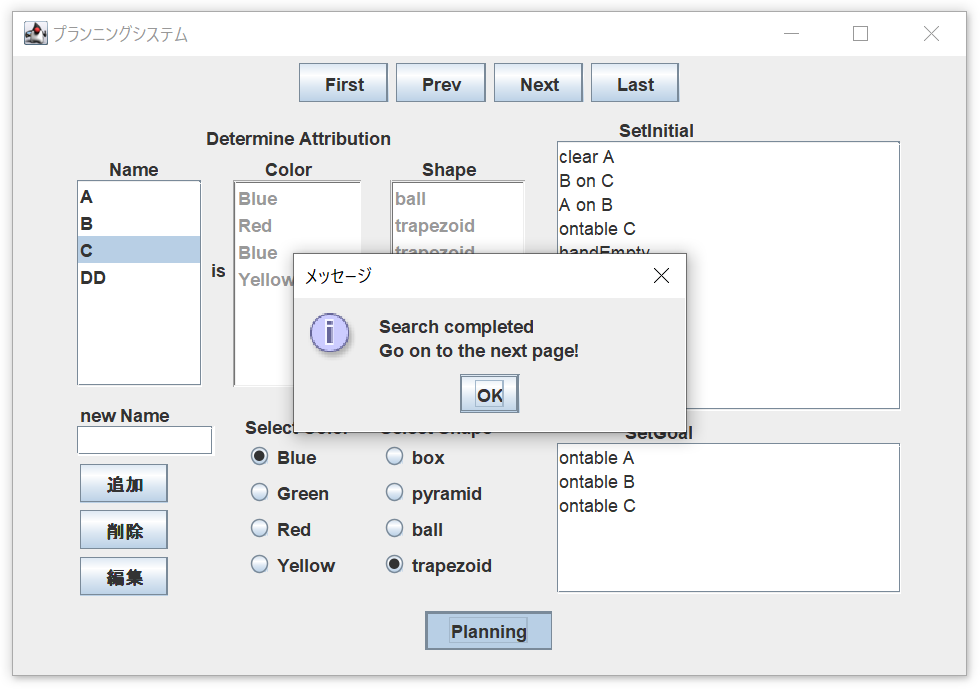 プランニングシステム
First Prev Next Last
Determine Attribution
Name Color Shape
A
B
C
DD
is
Blue
Red
Blue
Yellow
ball
trapezoid
trapezoid
SetInitial
clear A
B on C
A on B
ontable C
handEmpty
メッセージ
Search completed
Go on to the next page!
OK
new Name
追加
削除
編集
Select Color
Blue
Green
Red
Yellow
Select Shape
box
pyramid
ball
trapezoid
SetGoal
ontable A
ontable B
ontable C
Planning